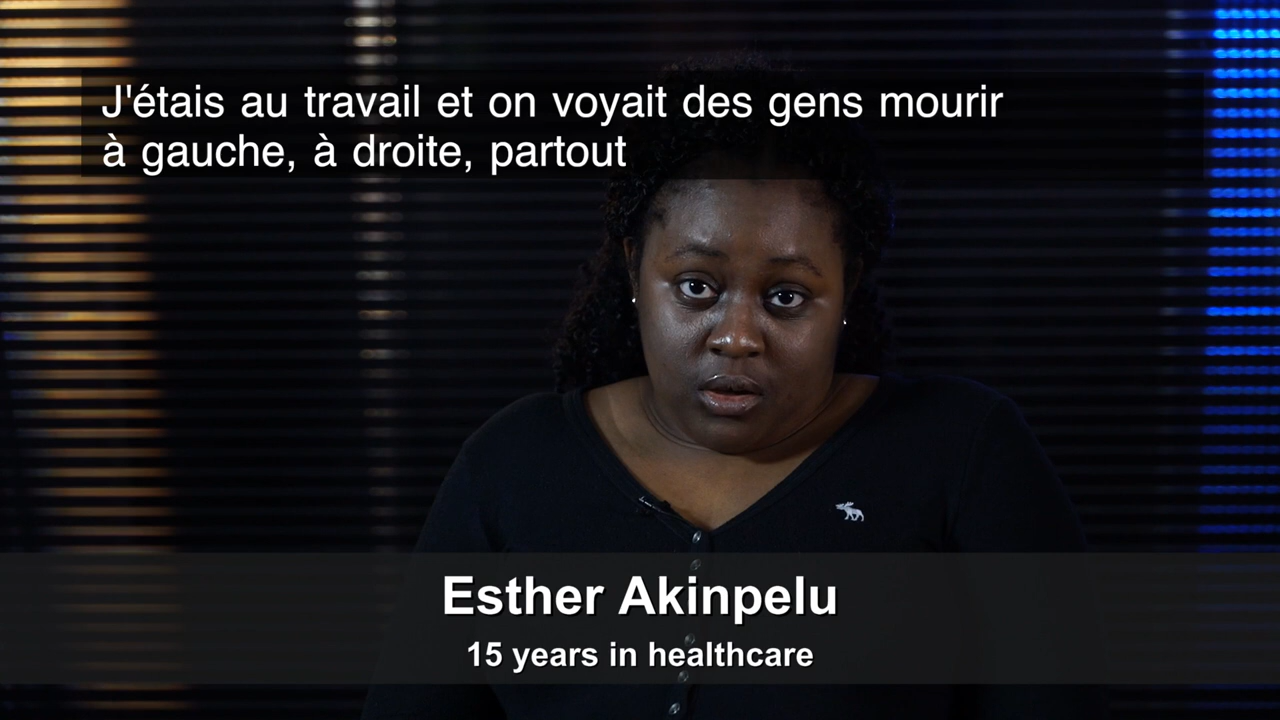 J'étais au travail et on voyait des gens mourir
à gauche, à droite, partout
Esther Akinpelu
15 years in healthcare